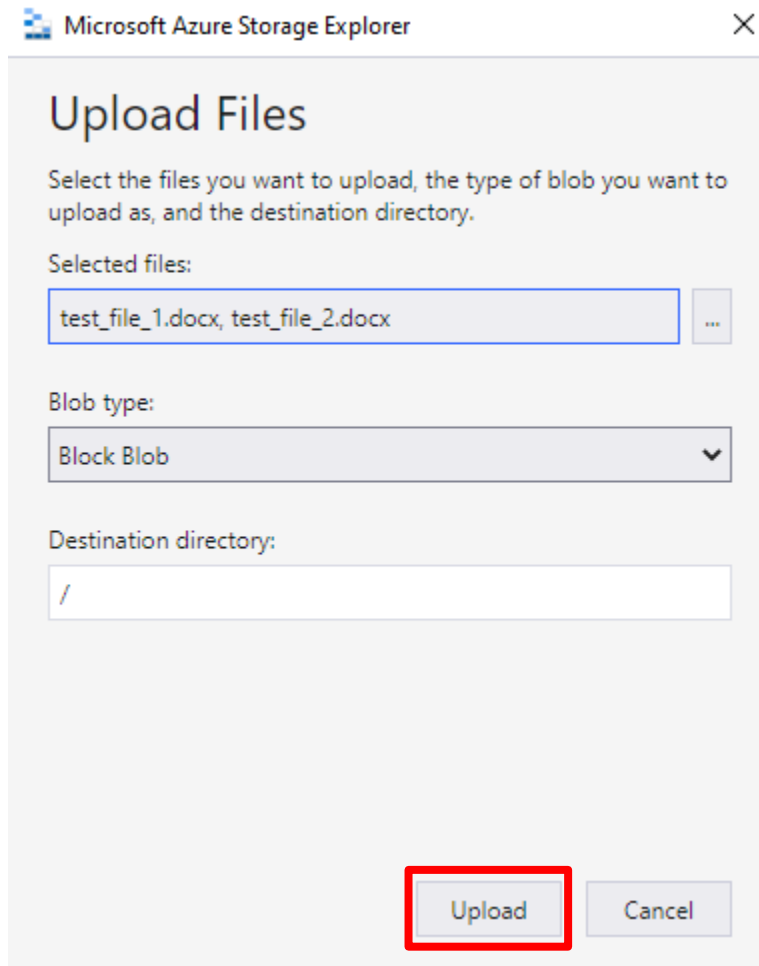 Microsoft Azure Storage Explorer
Upload Files
Select the files you want to upload, the type of blob you want to
upload as, and the destination directory.
Selected files:
test_file_1.docx, test_file_2.docx
...
Blob type:
Block Blob
Destination directory:
/
Upload
Cancel